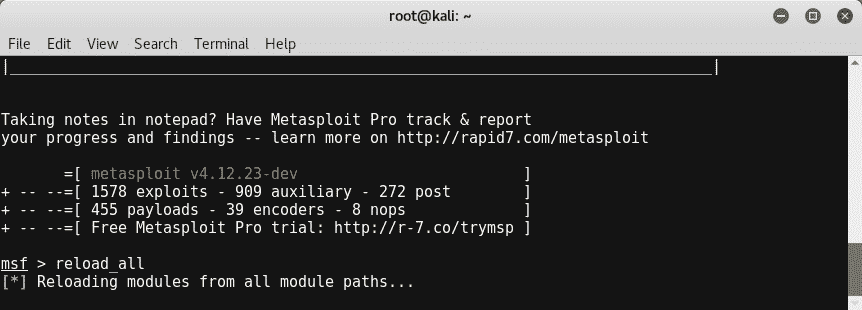 root@kali: ~
File Edit View Search Terminal Help
|______________________________________________________________________________|
Taking notes in notepad? Have Metasploit Pro track & report
your progress and findings -- learn more on http://rapid7.com/metasploit
=[ metasploit v4.12.23-dev ]
+ -- --=[ 1578 exploits - 909 auxiliary - 272 post ]
+ -- --=[ 455 payloads - 39 encoders - 8 nops ]
+ -- --=[ Free Metasploit Pro trial: http://r-7.co/trymsp ]
msf > reload_all
[*] Reloading modules from all module paths...